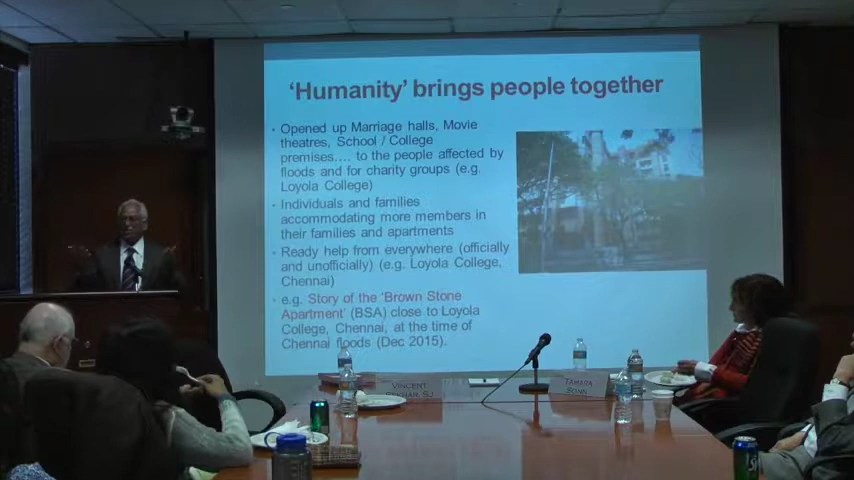 'Humanity' brings people together
• Opened up Marriage halls, Movie
theatres, School / College
premises.... to the people affected by
floods and for charity groups (e.g.
Loyola College)
• Individuals and families
accommodating more members in
their families and apartments
• Ready help from everywhere (officially
and unofficially) (e.g. Loyola College,
Chennai)
• e.g. Story of the 'Brown Stone
Apartment' (BSA) close to Loyola
College, Chennai, at the time of
Chennai floods (Dec 2015).
VINCENT
SEKHAR, SJ
TAMARA
SONN